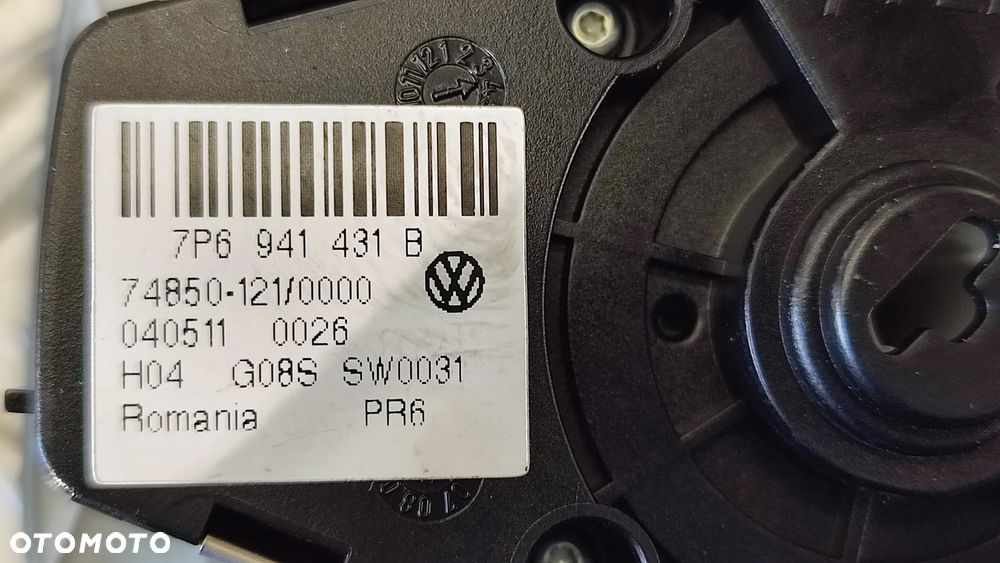 7P6 941 431 B
74850-121/0000
040511 0026
H04 G08S SW0031
Romania PR6
OTOMOTO